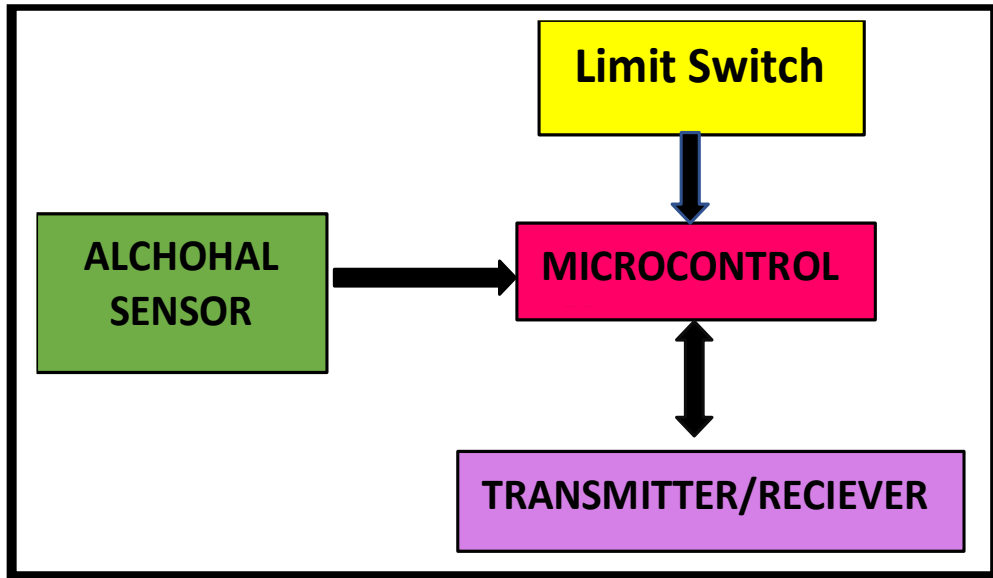 Limit Switch
ALCHOHAL
SENSOR
MICROCONTROL
TRANSMITTER/RECIEVER